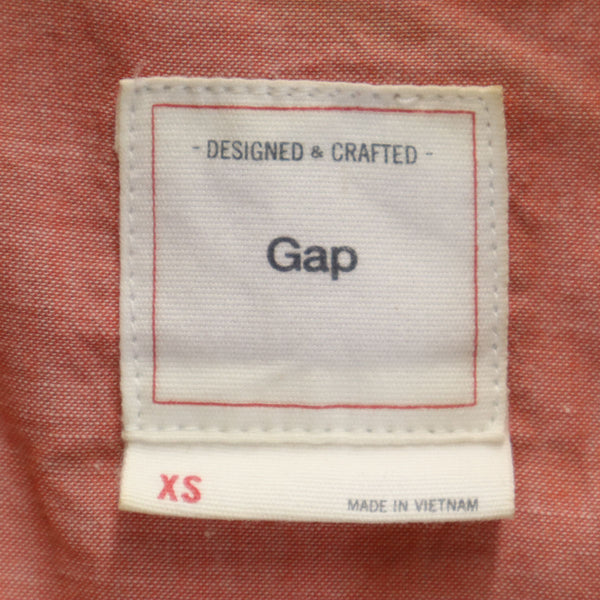 - DESIGNED & CRAFTED -
Gap
XS
MADE IN VIETNAM